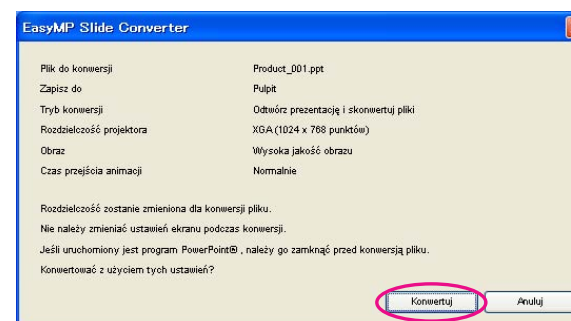 EasyMP Slide Converter
Plik do konwersji Product_001.ppt
Zapisz do Pulpit
Tryb konwersji Odtwórz prezentację i skonwertuj pliki
Rozdzielczość projektora XGA (1024 x 768 punktów)
Obraz Wysoka jakość obrazu
Czas przejścia animacji Normalnie
Rozdzielczość zostanie zmieniona dla konwersji pliku.
Nie należy zmieniać ustawień ekranu podczas konwersji.
Jeśli uruchomiony jest program PowerPoint® , należy go zamknąć przed konwersją pliku.
Konwertować z użyciem tych ustawień?
Konwertuj Anuluj